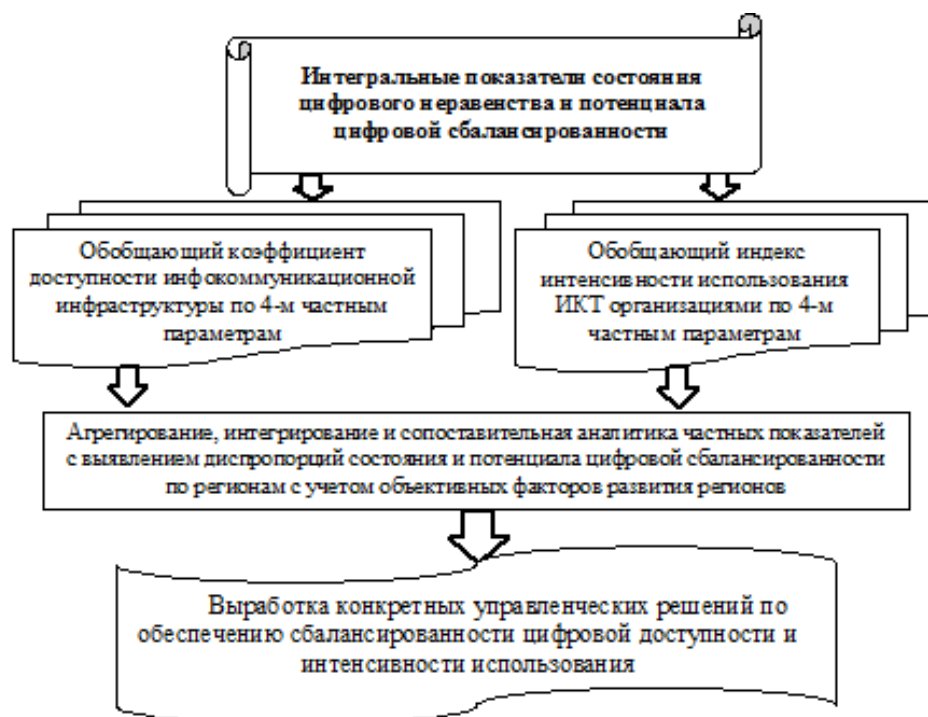 Интегральные показатели состояния
цифрового неравенства и потенциала
цифровой сбалансированности
Обобщающий коэффициент
доступности инфокоммуникационной
инфраструктуры по 4-м частным
параметрам
Обобщающий индекс
интенсивности использования
ИКТ организациями по 4-м
частным параметрам
Агрегирование, интегрирование и сопоставительная аналитика частных показателей
с выявлением диспропорций состояния и потенциала цифровой сбалансированности
по регионам с учетом объективных факторов развития регионов
Выработка конкретных управленческих решений по
обеспечению сбалансированности цифровой доступности и
интенсивности использования